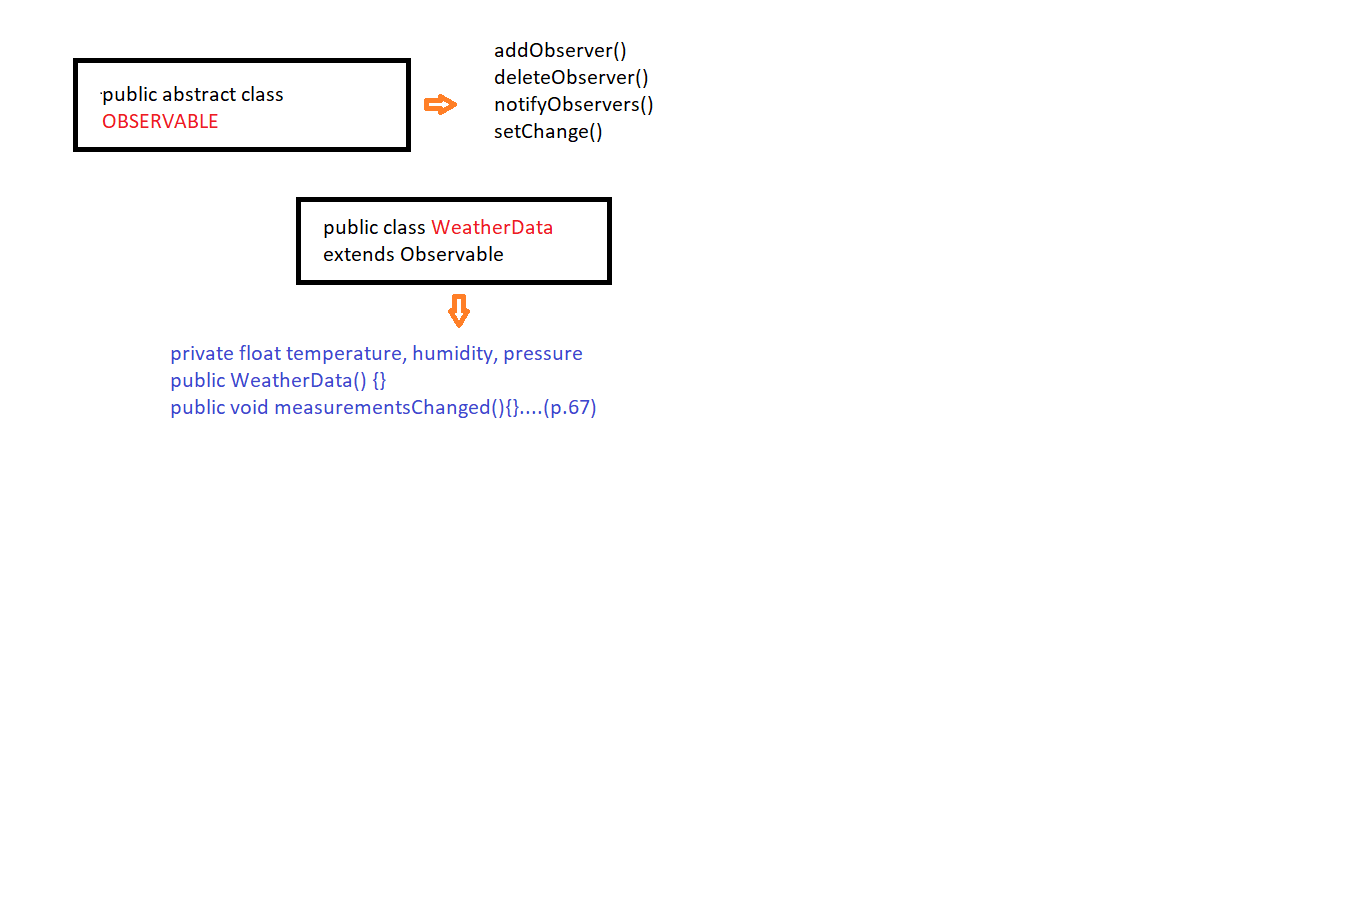 public abstract class
OBSERVABLE
addObserver()
deleteObserver()
notifyObservers()
setChange()
public class WeatherData
extends Observable
private float temperature, humidity, pressure
public WeatherData() {}
public void measurementsChanged(){}....(p.67)